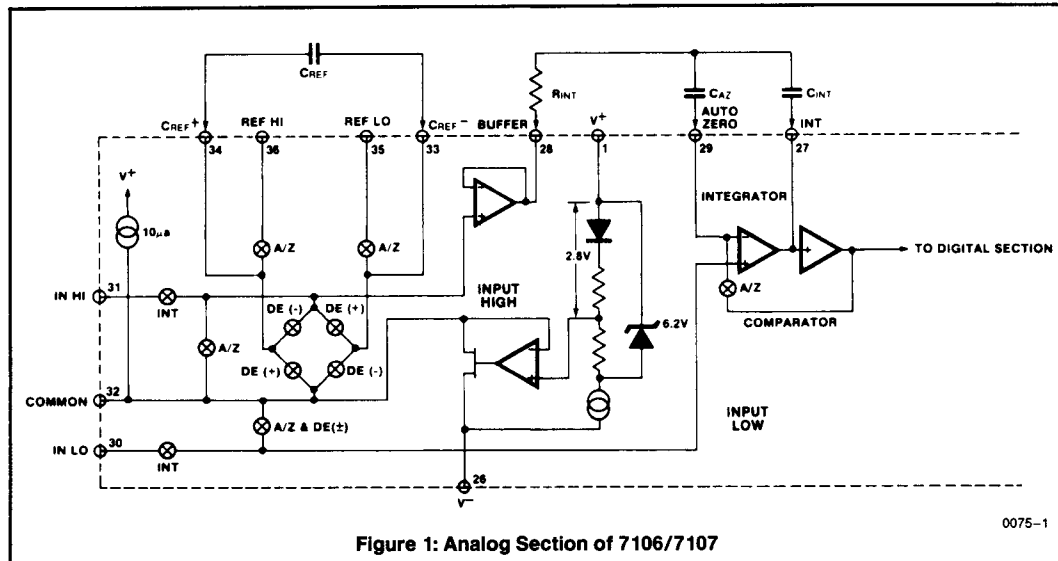 CREF
RINT
CAZ
CINT
CREF+ REF HI REF LO CREF− BUFFER V+ AUTO ZERO INT
34 36 35 33 28 1 29 27
V+
10μa
A/Z A/Z
INTEGRATOR
2.8V
TO DIGITAL SECTION
IN HI 31
INT
INPUT HIGH
DE (-) DE (+)
A/Z
A/Z
COMPARATOR
6.2V
DE (+) DE (-)
COMMON 32
INPUT LOW
A/Z & DE(±)
IN LO 30
INT
26
V−
0075-1
Figure 1: Analog Section of 7106/7107